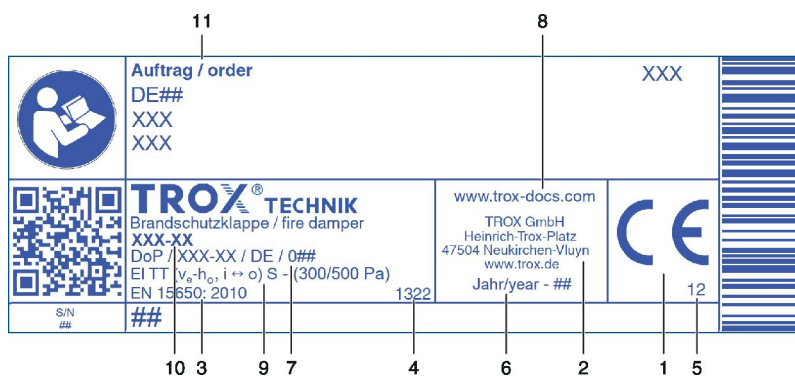 11 8
Auftrag / order XXX
DE##
XXX
XXX
TROX® TECHNIK
Brandschutzklappe / fire damper
XXX-XX
DoP / XXX-XX / DE / 0##
EI TT (ve-ho, i ↔ o) S - (300/500 Pa)
EN 15650: 2010 1322
www.trox-docs.com
TROX GmbH
Heinrich-Trox-Platz
47504 Neukirchen-Vluyn
www.trox.de
Jahr/year - ##
CE
12
S/N
##
##
10 3 9 7 4 6 2 1 5